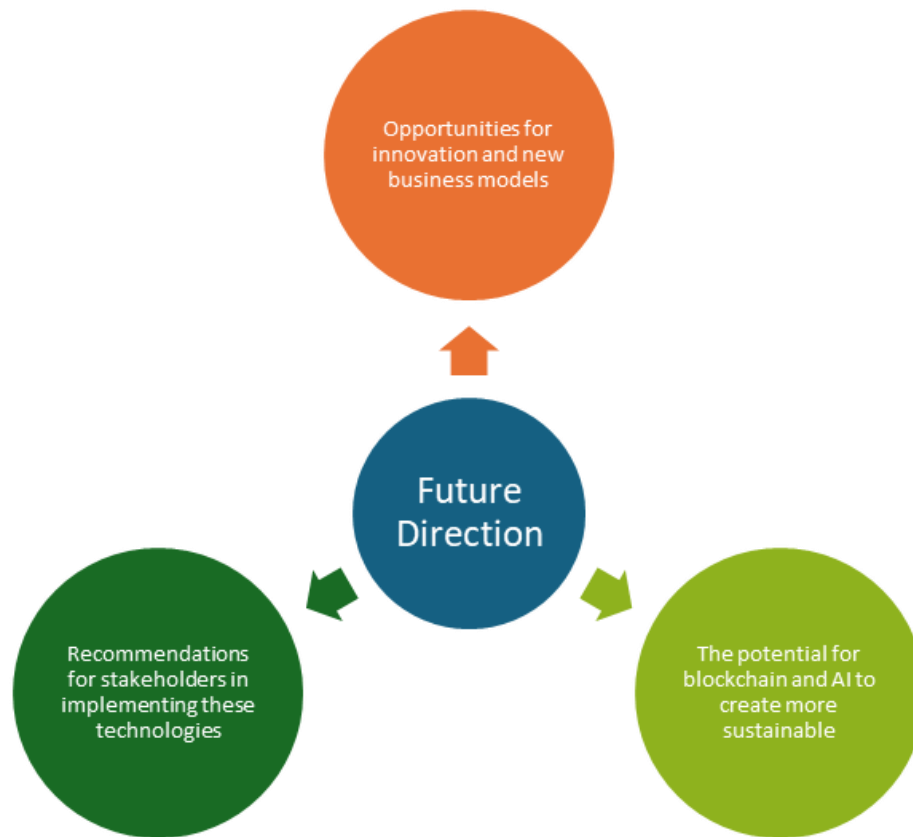 Opportunities for
innovation and new
business models
Future
Direction
Recommendations
for stakeholders in
implementing these
technologies
The potential for
blockchain and AI to
create more
sustainable